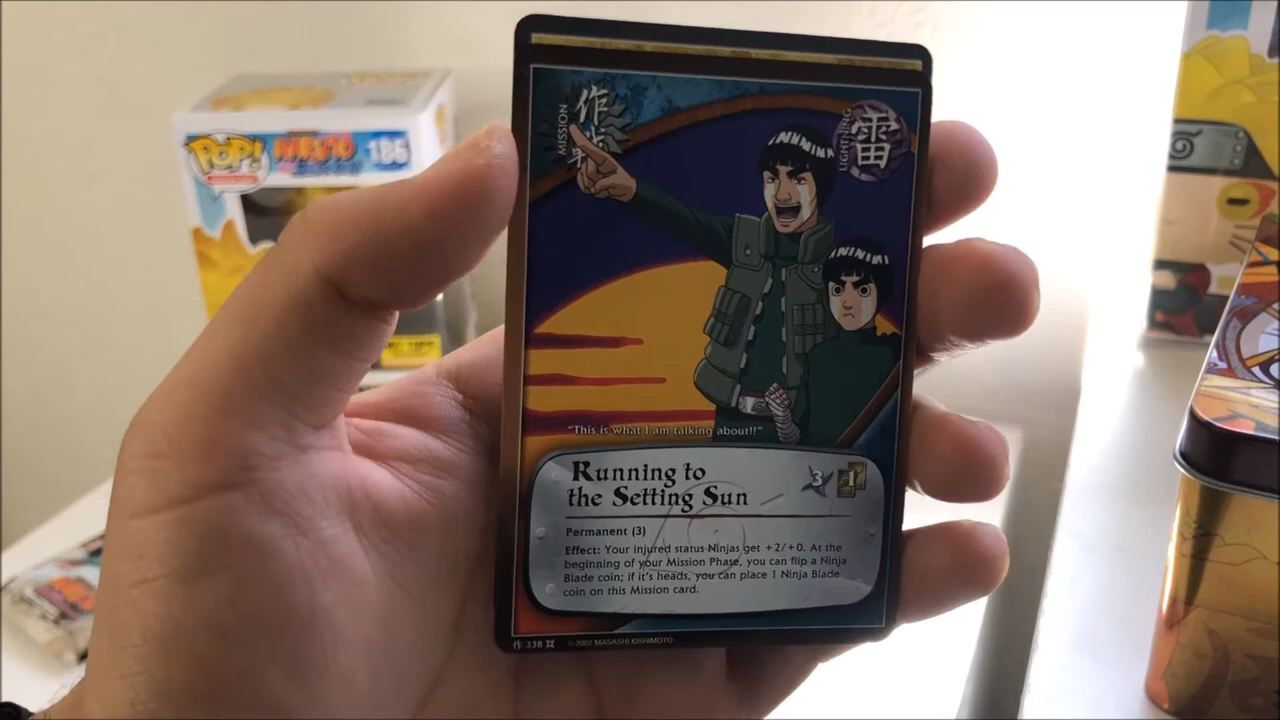 POP!
NARUTO
186
MISSION
作戦
LIGHTNING
雷
"This is what I am talking about!!"
Running to
the Setting Sun
3
1
Permanent (3)
Effect: Your injured status Ninjas get +2/+0. At the
beginning of your Mission Phase, you can flip a Ninja
Blade coin; if it's heads, you can place 1 Ninja Blade
coin on this Mission card.
作 338
© 2002 MASASHI KISHIMOTO